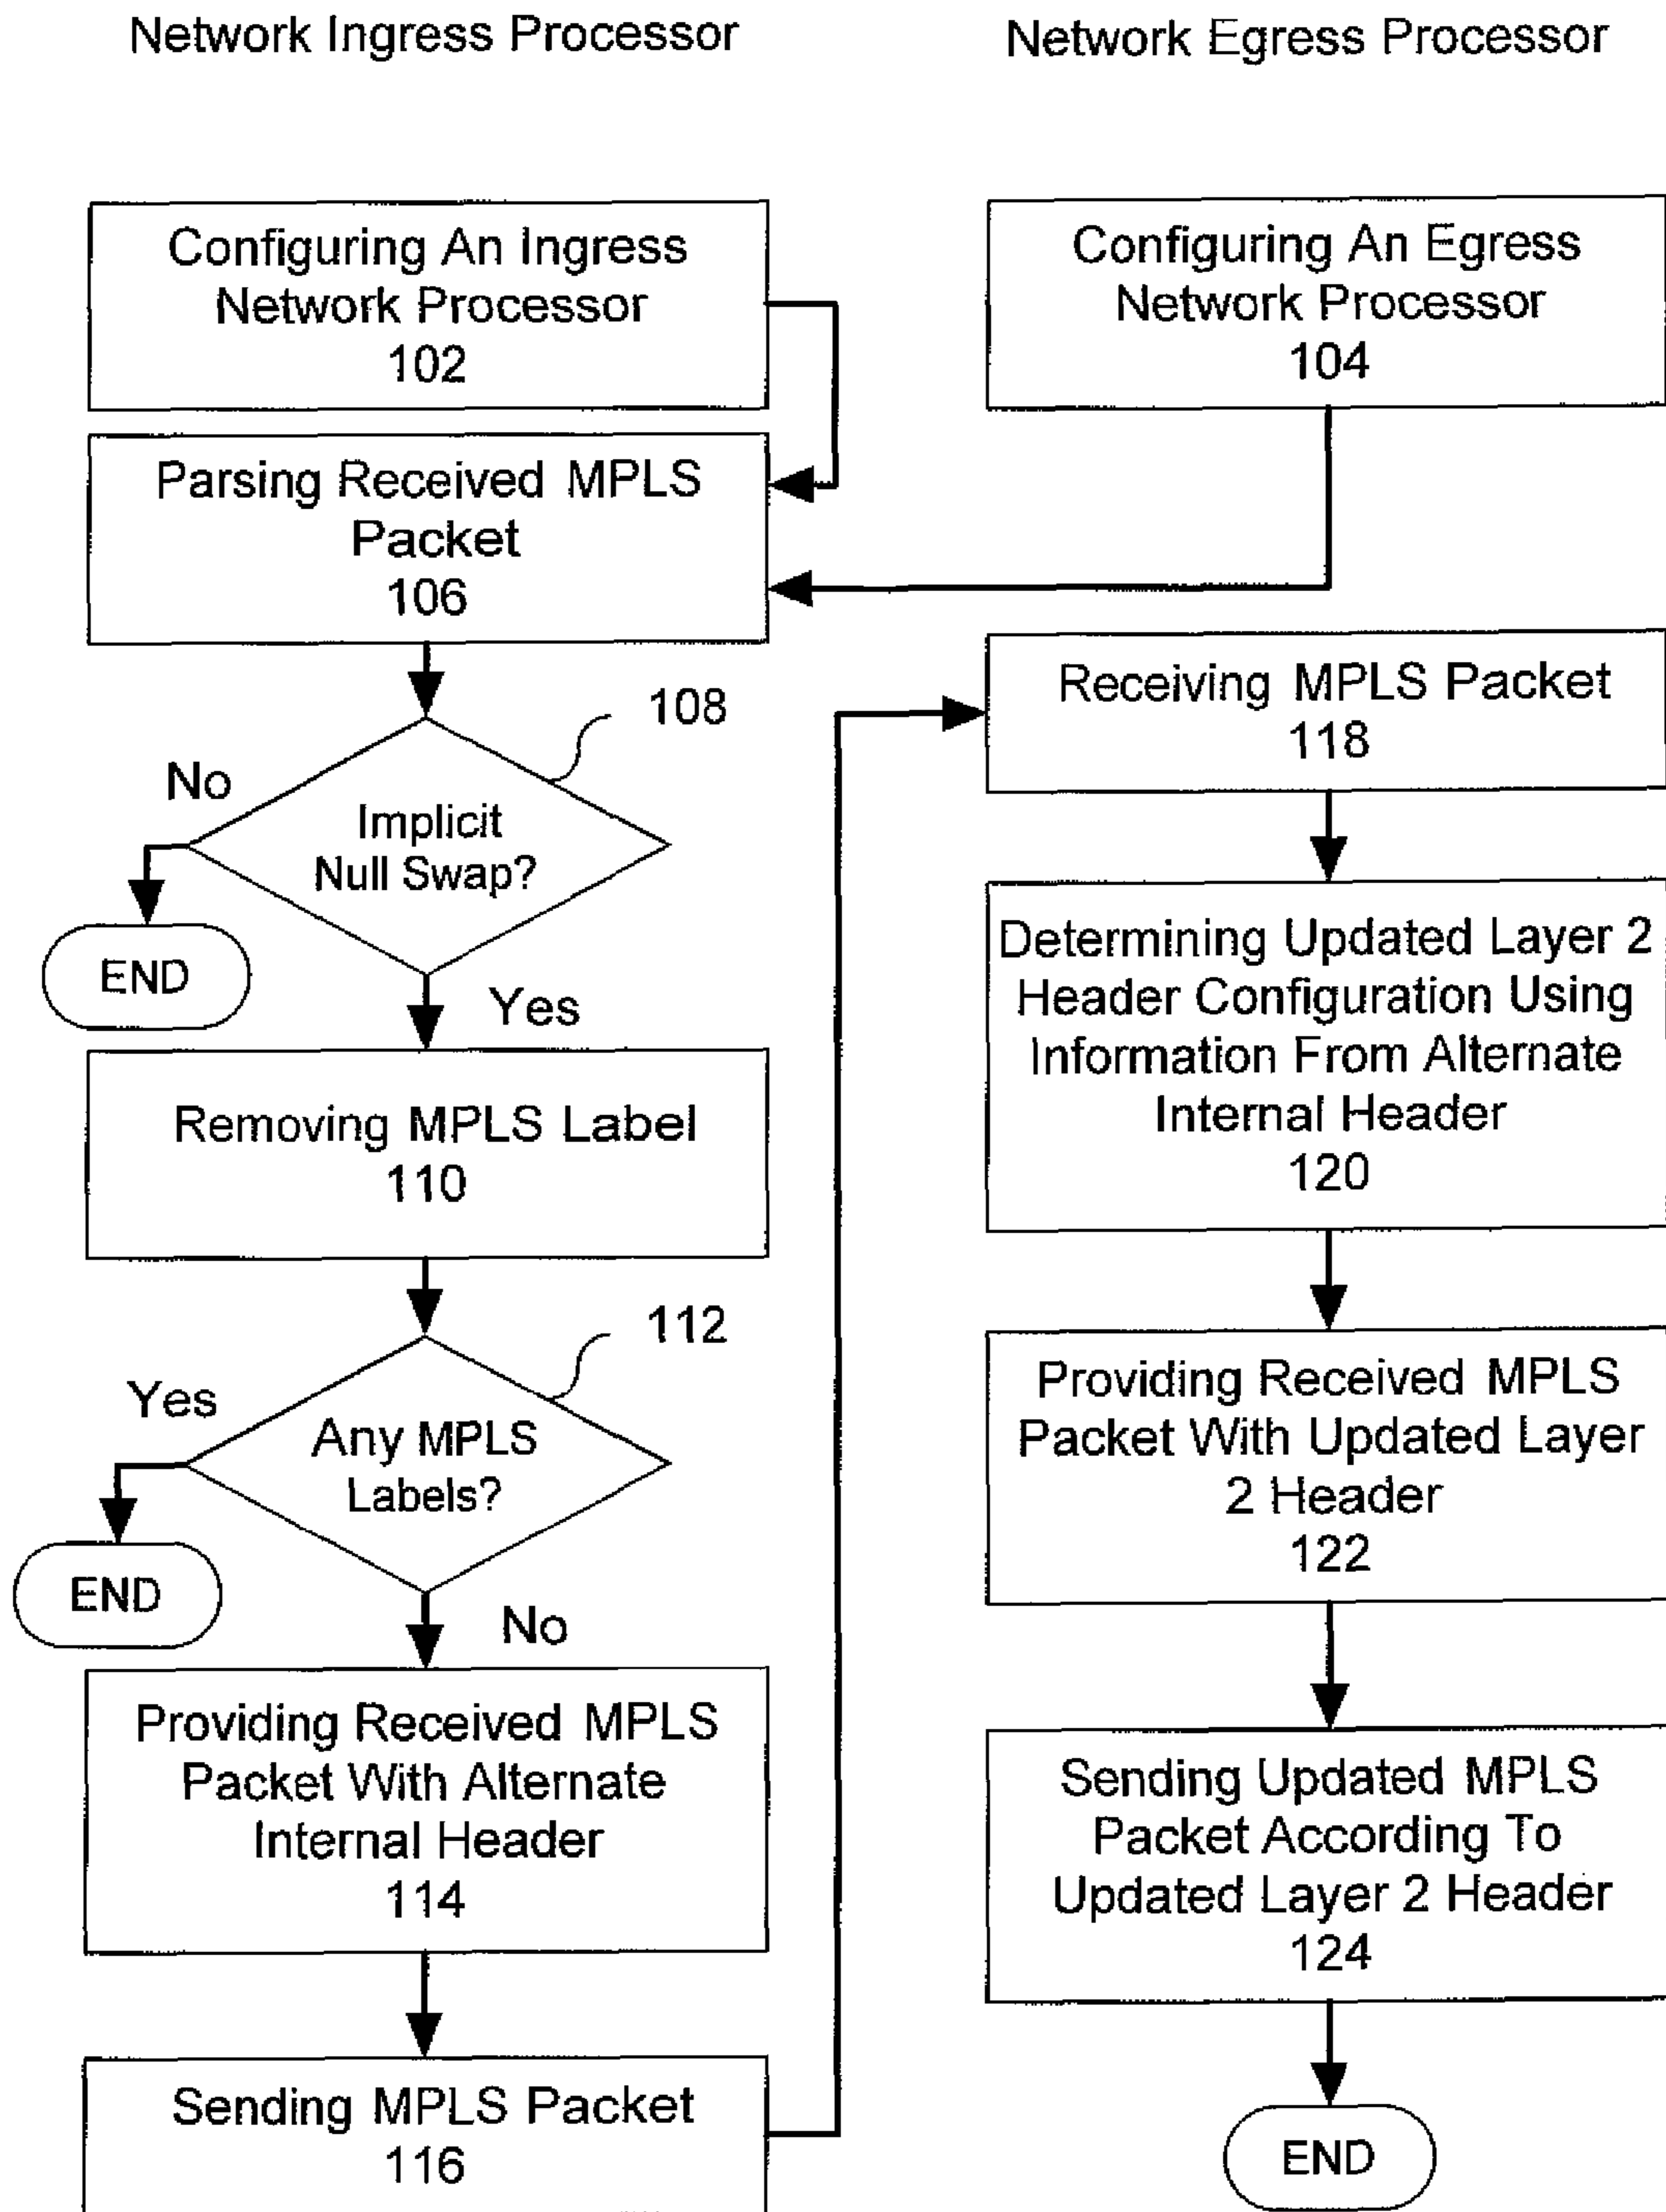 Network Ingress Processor
Network Egress Processor
Configuring An Ingress
Network Processor
102
Configuring An Egress
Network Processor
104
Parsing Received MPLS
Packet
106
108
No
Implicit
Null Swap?
END
Yes
Removing MPLS Label
110
112
Yes
Any MPLS
Labels?
END
No
Providing Received MPLS
Packet With Alternate
Internal Header
114
Sending MPLS Packet
116
Receiving MPLS Packet
118
Determining Updated Layer 2
Header Configuration Using
Information From Alternate
Internal Header
120
Providing Received MPLS
Packet With Updated Layer
2 Header
122
Sending Updated MPLS
Packet According To
Updated Layer 2 Header
124
END